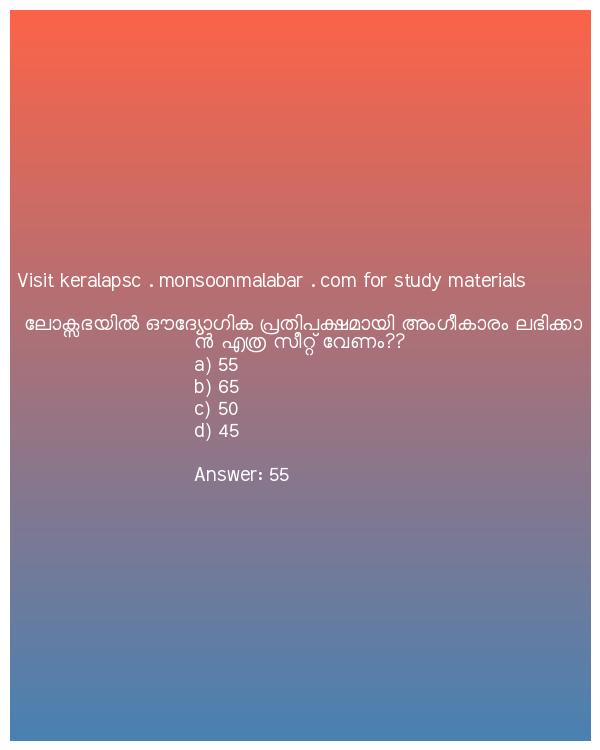 Visit keralapsc . monsoonmalabar . com for study materials
ലോക്സഭയിൽ ഔദ്യോഗിക പ്രതിപക്ഷമായി അംഗീകാരം ലഭിക്കാ
ൻ എത്ര സീറ്റ് വേണം??
a) 55
b) 65
c) 50
d) 45
Answer: 55